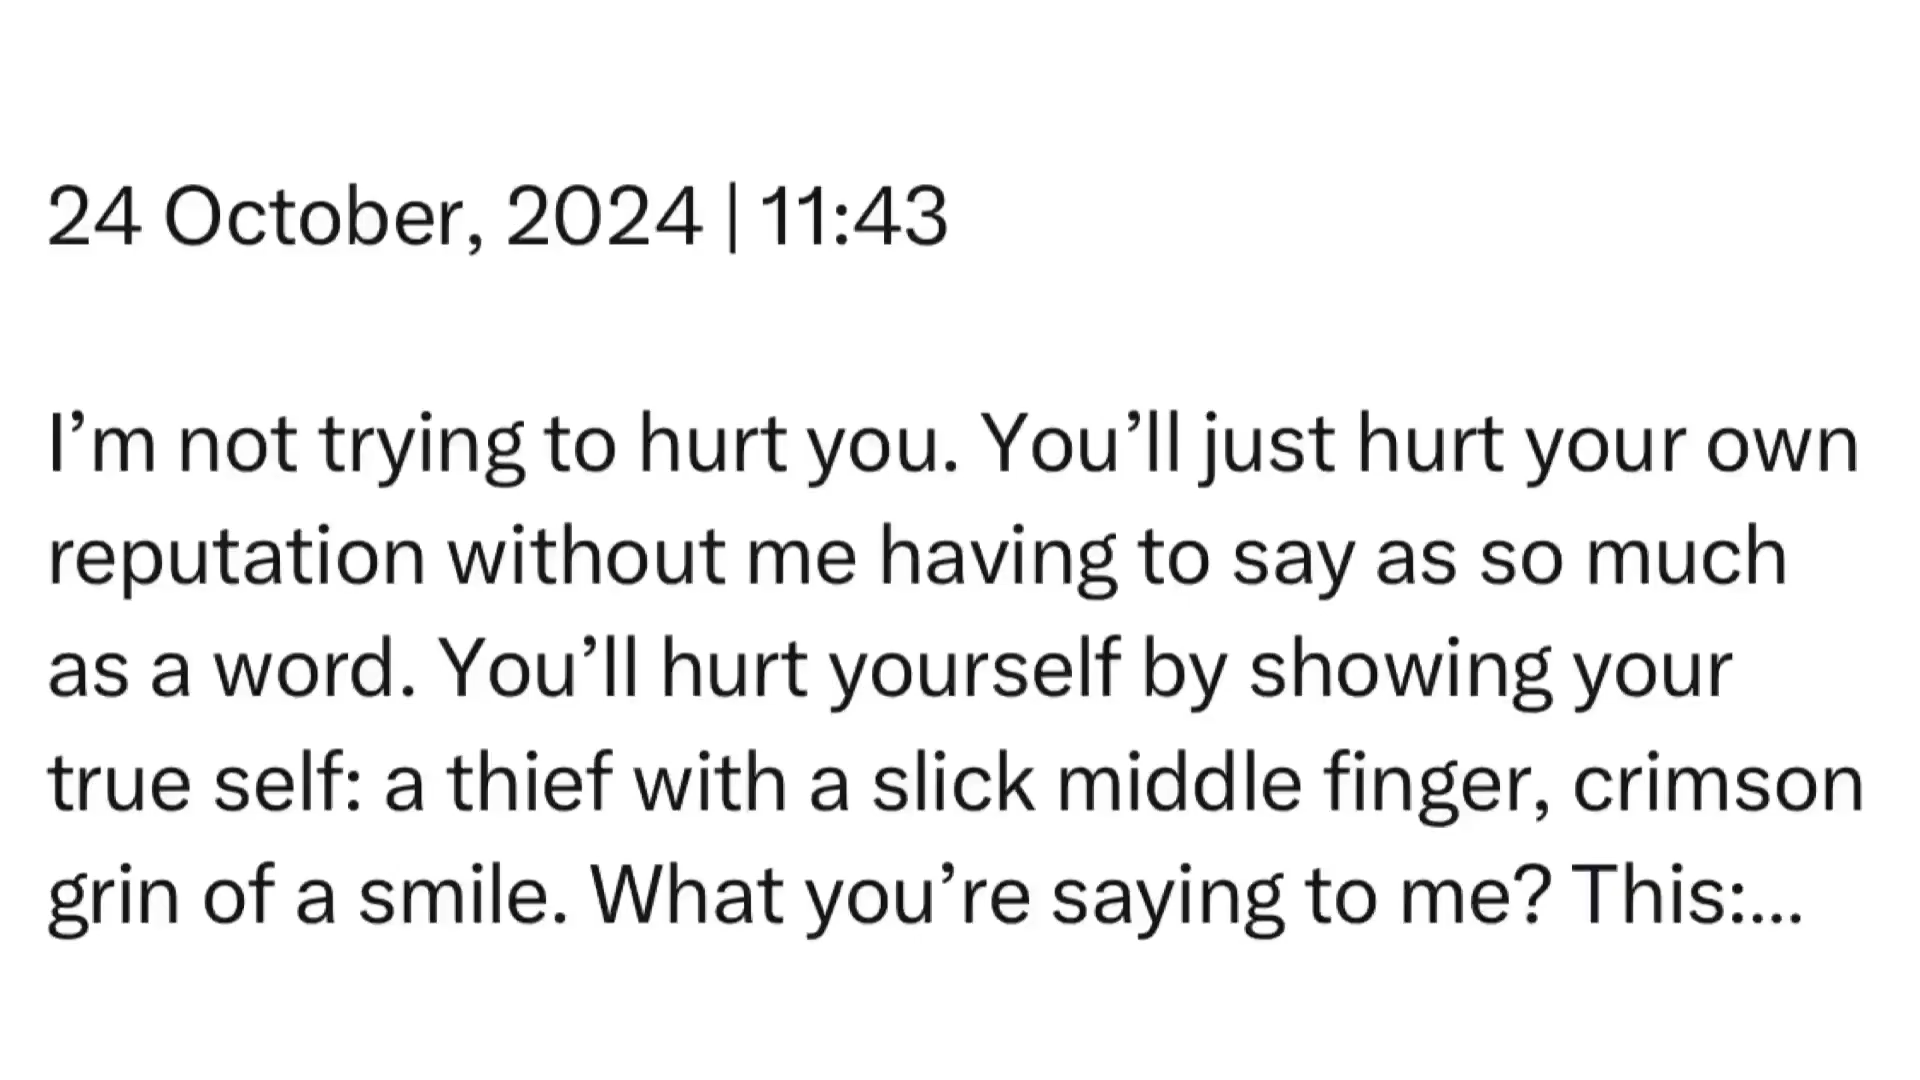 24 October, 2024 | 11:43
I’m not trying to hurt you. You’ll just hurt your own
reputation without me having to say as so much
as a word. You’ll hurt yourself by showing your
true self: a thief with a slick middle finger, crimson
grin of a smile. What you’re saying to me? This:...